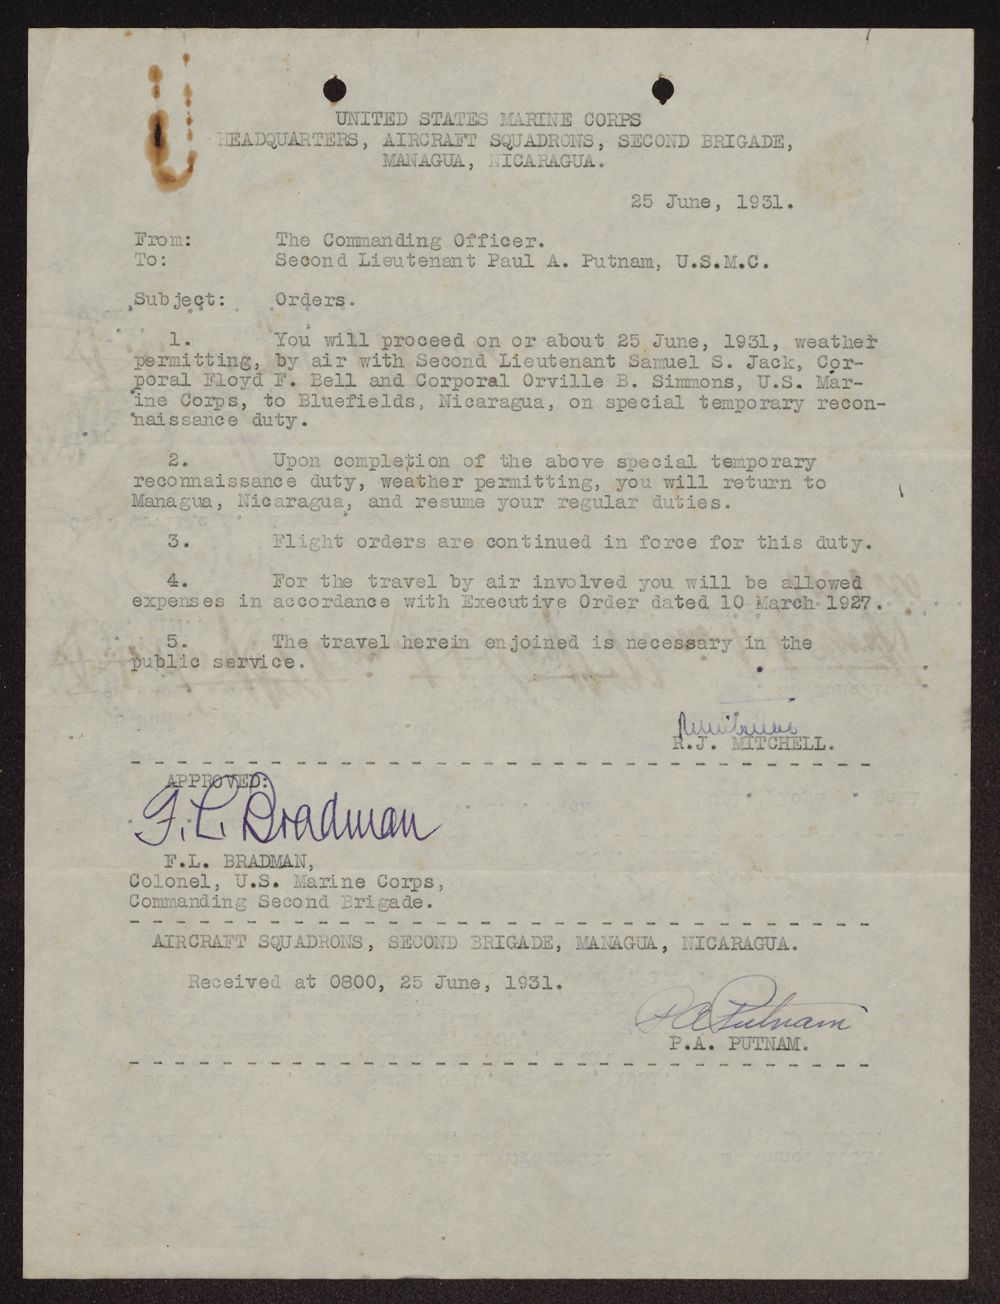 UNITED STATES MARINE CORPS
HEADQUARTERS, AIRCRAFT SQUADRONS, SECOND BRIGADE,
MANAGUA, NICARAGUA.
25 June, 1931.
From: The Commanding Officer.
To: Second Lieutenant Paul A. Putnam, U.S.M.C.
Subject: Orders.
1. You will proceed on or about 25 June, 1931, weather
permitting, by air with Second Lieutenant Samuel S. Jack, Cor-
poral Floyd F. Bell and Corporal Orville B. Simmons, U.S. Mar-
ine Corps, to Bluefields, Nicaragua, on special temporary recon-
naissance duty.
2. Upon completion of the above special temporary
reconnaissance duty, weather permitting, you will return to
Managua, Nicaragua, and resume your regular duties.
3. Flight orders are continued in force for this duty.
4. For the travel by air involved you will be allowed
expenses in accordance with Executive Order dated 10 March 1927.
5. The travel herein enjoined is necessary in the
public service.
R.J. MITCHELL.
APPROVED:
F. L. Bradman
F.L. BRADMAN,
Colonel, U.S. Marine Corps,
Commanding Second Brigade.
AIRCRAFT SQUADRONS, SECOND BRIGADE, MANAGUA, NICARAGUA.
Received at 0800, 25 June, 1931.
P A Putnam
P.A. PUTNAM.